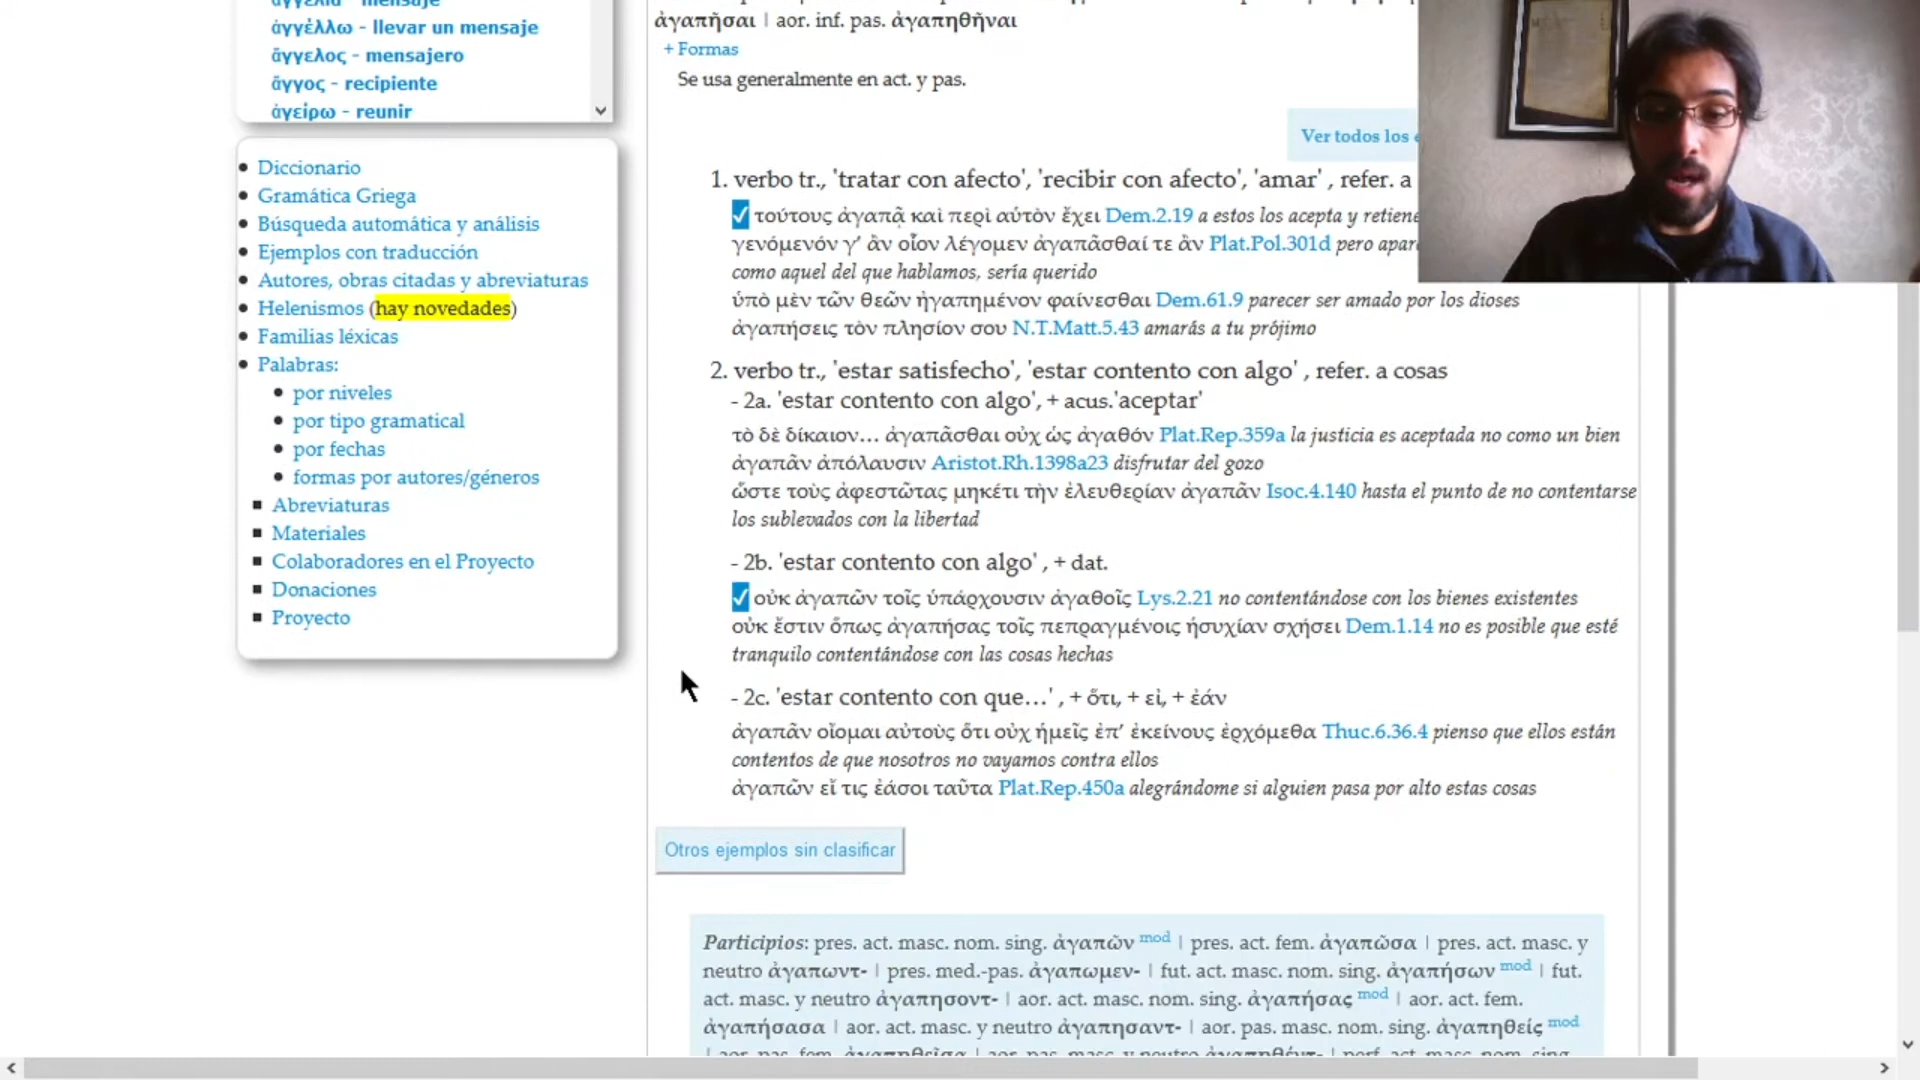 ἀγγέλλω - llevar un mensaje
ἄγγελος - mensajero
ἄγγος - recipiente
ἀγείρω - reunir
Diccionario
Gramática Griega
Búsqueda automática y análisis
Ejemplos con traducción
Autores, obras citadas y abreviaturas
Helenismos (hay novedades)
Familias léxicas
Palabras:
por niveles
por tipo gramatical
por fechas
formas por autores/géneros
Abreviaturas
Materiales
Colaboradores en el Proyecto
Donaciones
Proyecto
ἀγαπῆσαι | aor. inf. pas. ἀγαπηθῆναι
+ Formas
Se usa generalmente en act. y pas.
Ver todos los
1. verbo tr., 'tratar con afecto', 'recibir con afecto', 'amar' , refer. a
τούτους ἀγαπᾷ καὶ περὶ αὑτὸν ἔχει Dem.2.19 a estos los acepta y retiene
γενόμενόν γ’ ἂν οἷον λέγομεν ἀγαπᾶσθαί τε ἂν Plat.Pol.301d pero
como aquel del que hablamos, sería querido
ὑπὸ μὲν τῶν θεῶν ἠγαπημένον φαίνεσθαι Dem.61.9 parecer ser amado por los dioses
ἀγαπήσεις τὸν πλησίον σου N.T.Matt.5.43 amarás a tu prójimo
2. verbo tr., 'estar satisfecho', 'estar contento con algo' , refer. a cosas
- 2a. 'estar contento con algo', + acus.'aceptar'
τὸ δὲ δίκαιον… ἀγαπᾶσθαι οὐχ ὡς ἀγαθόν Plat.Rep.359a la justicia es aceptada no como un bien
ἀγαπᾶν ἀπόλαυσιν Aristot.Rh.1398a23 disfrutar del gozo
ὥστε τοὺς ἀφεστῶτας μηκέτι τὴν ἐλευθερίαν ἀγαπᾶν Isoc.4.140 hasta el punto de no contentarse
los sublevados con la libertad
- 2b. 'estar contento con algo' , + dat.
οὐκ ἀγαπῶν τοῖς ὑπάρχουσιν ἀγαθοῖς Lys.2.21 no contentándose con los bienes existentes
οὐκ ἔστιν ὅπως ἀγαπήσας τοῖς πεπραγμένοις ἡσυχίαν σχήσει Dem.1.14 no es posible que esté
tranquilo contentándose con las cosas hechas
- 2c. 'estar contento con que…' , + ὅτι, + εἰ, + ἐάν
ἀγαπᾶν οἴομαι αὐτοὺς ὅτι οὐχ ἡμεῖς ἐπ’ ἐκείνους ἐρχόμεθα Thuc.6.36.4 pienso que ellos están
contentos de que nosotros no vayamos contra ellos
ἀγαπῶν εἴ τις ἐάσοι ταῦτα Plat.Rep.450a alegrándome si alguien pasa por alto estas cosas
Otros ejemplos sin clasificar
Participios: pres. act. masc. nom. sing. ἀγαπῶν mod | pres. act. fem. ἀγαπῶσα | pres. act. masc. y
neutro ἀγαπωντ- | pres. med.-pas. ἀγαπωμεν- | fut. act. masc. nom. sing. ἀγαπήσων mod | fut.
act. masc. y neutro ἀγαπησοντ- | aor. act. masc. nom. sing. ἀγαπήσας mod | aor. act. fem.
ἀγαπήσασα | aor. act. masc. y neutro ἀγαπησαντ- | aor. pas. masc. nom. sing. ἀγαπηθείς mod